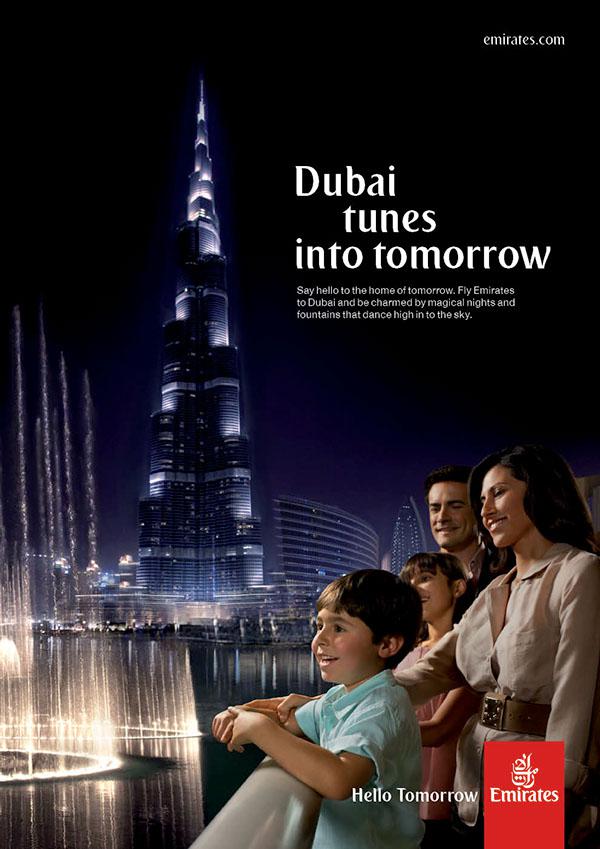 emirates.com
Dubai
tunes
into tomorrow
Say hello to the home of tomorrow. Fly Emirates
to Dubai and be charmed by magical nights and
fountains that dance high in to the sky.
Hello Tomorrow
Emirates